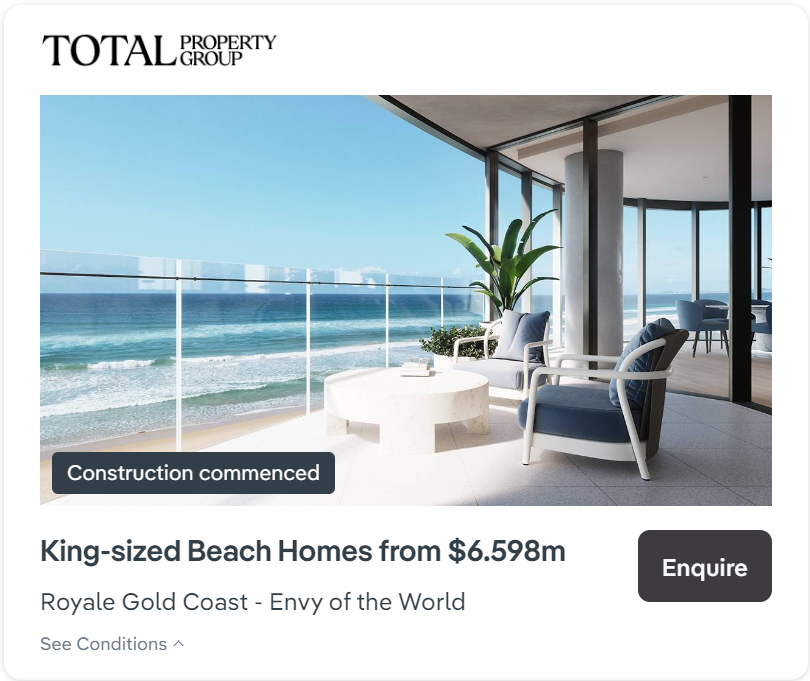 TOTAL PROPERTY GROUP
Construction commenced
King-sized Beach Homes from $6.598m
Enquire
Royale Gold Coast - Envy of the World
See Conditions